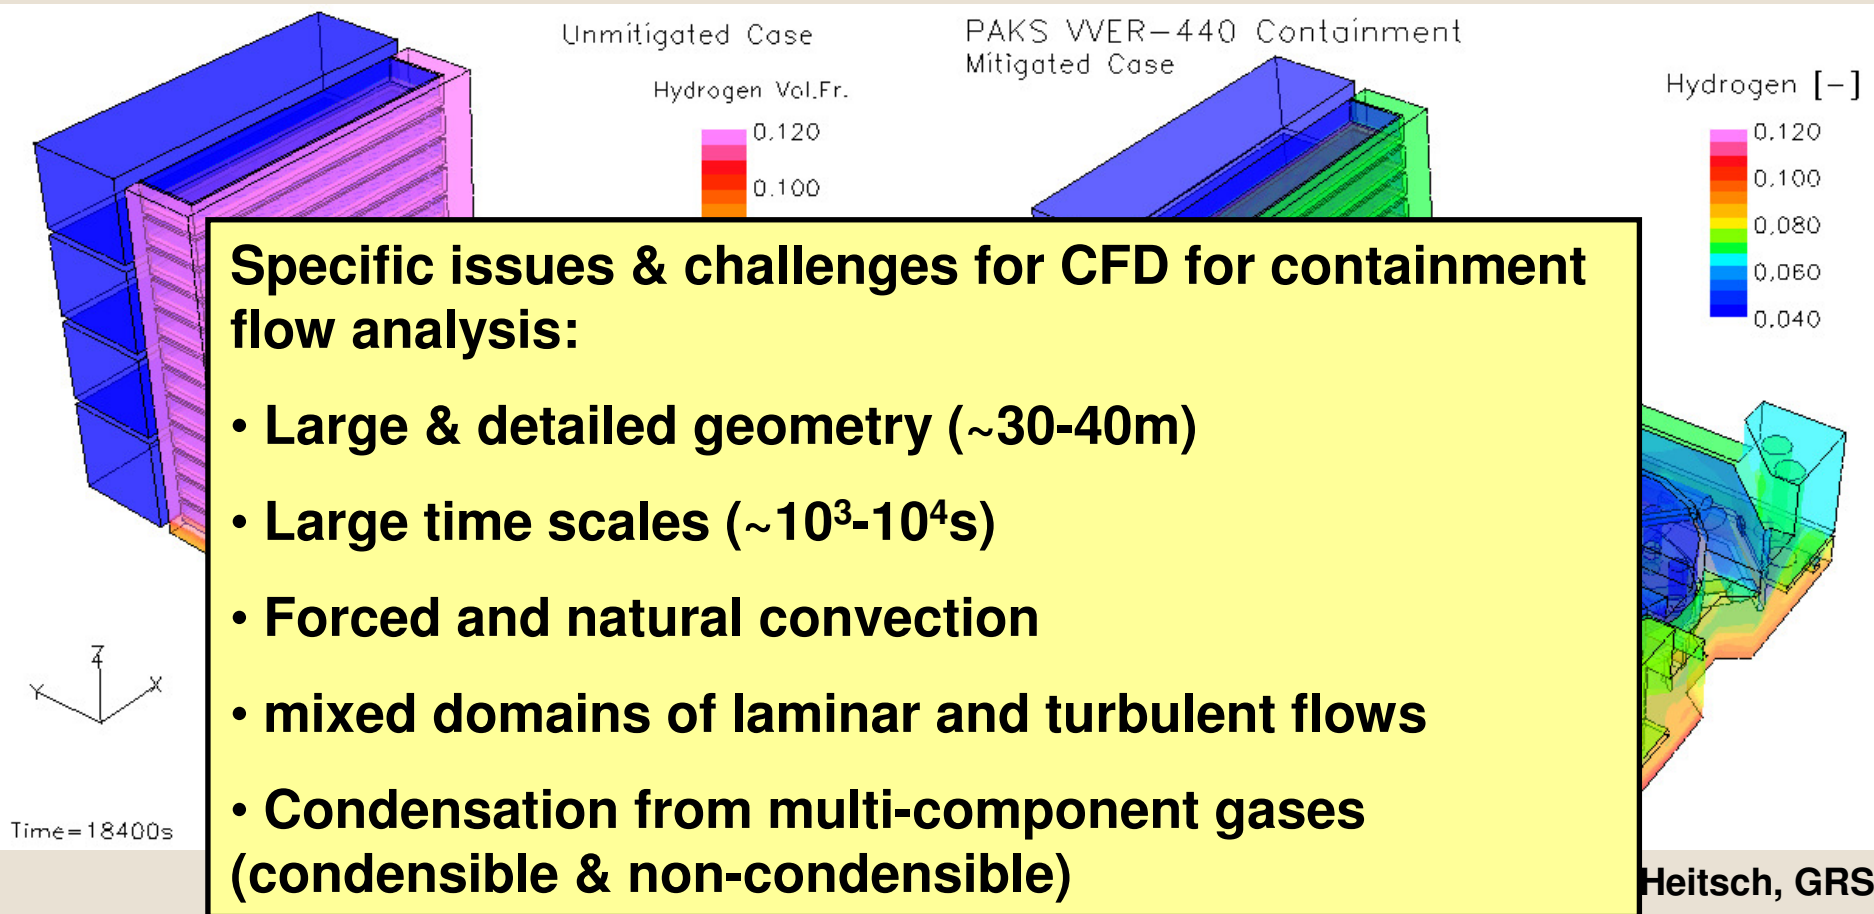 Unmitigated Case
Hydrogen Vol.Fr.
0.120
0.100
PAKS VVER-440 Containment
Mitigated Case
Hydrogen [-]
0.120
0.100
0.080
0.060
0.040
Specific issues & challenges for CFD for containment
flow analysis:
• Large & detailed geometry (~30-40m)
• Large time scales (~10³-10⁴s)
• Forced and natural convection
• mixed domains of laminar and turbulent flows
• Condensation from multi-component gases
(condensible & non-condensible)
Z
Y
X
Time=18400s
Heitsch, GRS